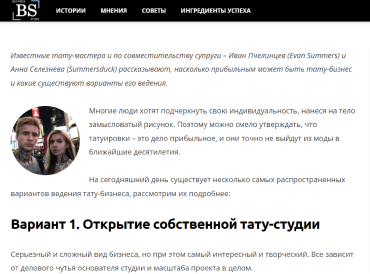 BS
ИСТОРИИ
МНЕНИЯ
СОВЕТЫ
ИНГРЕДИЕНТЫ УСПЕХА
Известные тату-мастера и по совместительству супруги – Иван Пчелинцев (Evan Summers) и
Анна Селезнёва (Summersduck) рассказывают, насколько прибыльным может быть тату-бизнес
и какие существуют варианты его ведения.
Многие люди хотят подчеркнуть свою индивидуальность, нанеся на тело
замысловатый рисунок. Поэтому можно смело утверждать, что
татуировки – это дело прибыльное, и они точно не выйдут из моды в
ближайшие десятилетия.
На сегодняшний день существует несколько самых распространенных
вариантов ведения тату-бизнеса, рассмотрим их подробнее:
Вариант 1. Открытие собственной тату-студии
Серьезный и сложный вид бизнеса, но при этом самый интересный и творческий. Все зависит
от делового чутья основателя студии и масштаба проекта в целом.